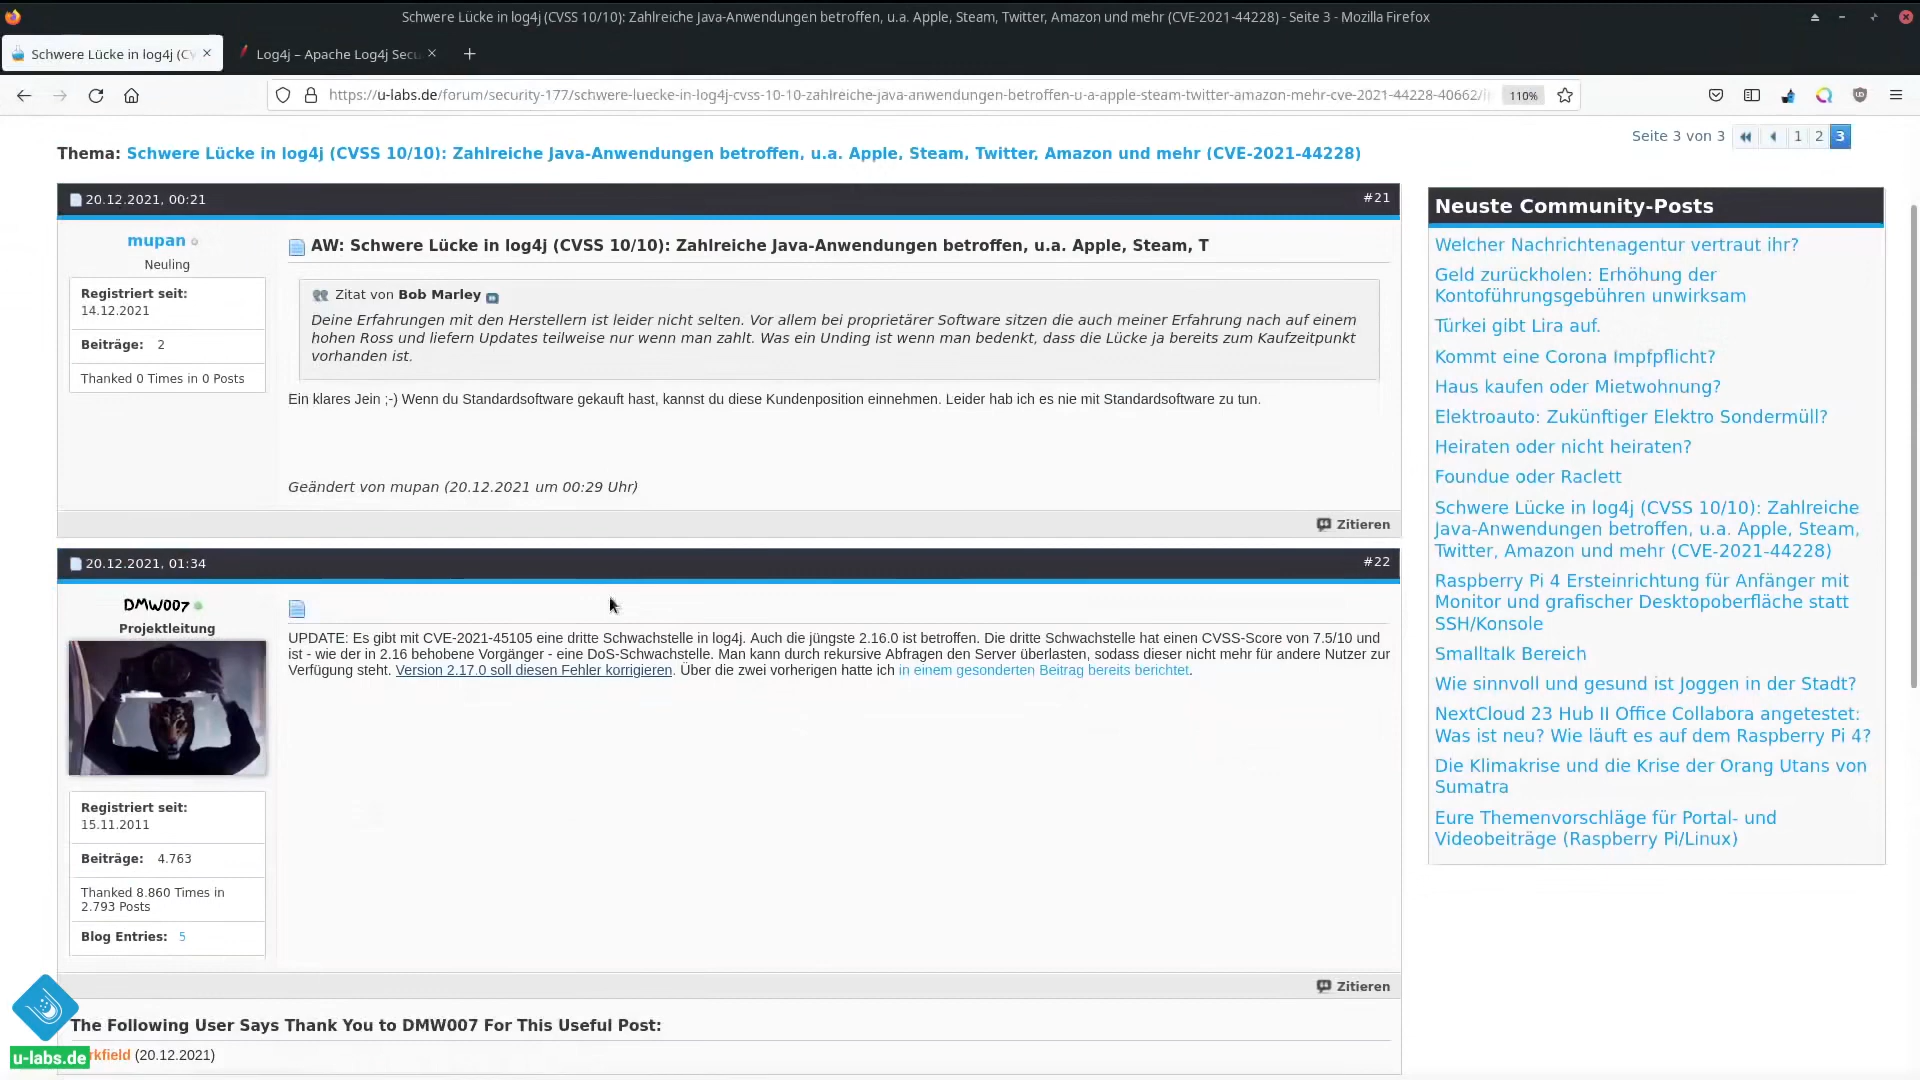 Schwere Lücke in log4j (CVSS 10/10): Zahlreiche Java-Anwendungen betroffen, u.a. Apple, Steam, Twitter, Amazon und mehr (CVE-2021-44228) - Seite 3 - Mozilla Firefox
Schwere Lücke in log4j (CV
Log4j – Apache Log4j Secu
https://u-labs.de/forum/security-177/schwere-luecke-in-log4j-cvss-10-10-zahlreiche-java-anwendungen-betroffen-u-a-apple-steam-twitter-amazon-mehr-cve-2021-44228-40662/
110%
Seite 3 von 3 1 2 3
Thema: Schwere Lücke in log4j (CVSS 10/10): Zahlreiche Java-Anwendungen betroffen, u.a. Apple, Steam, Twitter, Amazon und mehr (CVE-2021-44228)
20.12.2021, 00:21
#21
mupan
Neuling
Registriert seit:
14.12.2021
Beiträge: 2
Thanked 0 Times in 0 Posts
AW: Schwere Lücke in log4j (CVSS 10/10): Zahlreiche Java-Anwendungen betroffen, u.a. Apple, Steam, T
Zitat von Bob Marley
Deine Erfahrungen mit den Herstellern ist leider nicht selten. Vor allem bei proprietärer Software sitzen die auch meiner Erfahrung nach auf einem
hohen Ross und liefern Updates teilweise nur wenn man zahlt. Was ein Unding ist wenn man bedenkt, dass die Lücke ja bereits zum Kaufzeitpunkt
vorhanden ist.
Ein klares Jein ;-) Wenn du Standardsoftware gekauft hast, kannst du diese Kundenposition einnehmen. Leider hab ich es nie mit Standardsoftware zu tun.
Geändert von mupan (20.12.2021 um 00:29 Uhr)
Zitieren
20.12.2021, 01:34
#22
DMW007
Projektleitung
Registriert seit:
15.11.2011
Beiträge: 4.763
Thanked 8.860 Times in
2.793 Posts
Blog Entries: 5
UPDATE: Es gibt mit CVE-2021-45105 eine dritte Schwachstelle in log4j. Auch die jüngste 2.16.0 ist betroffen. Die dritte Schwachstelle hat einen CVSS-Score von 7.5/10 und
ist - wie der in 2.16 behobene Vorgänger - eine DoS-Schwachstelle. Man kann durch rekursive Abfragen den Server überlasten, sodass dieser nicht mehr für andere Nutzer zur
Verfügung steht. Version 2.17.0 soll diesen Fehler korrigieren. Über die zwei vorherigen hatte ich in einem gesonderten Beitrag bereits berichtet.
Zitieren
The Following User Says Thank You to DMW007 For This Useful Post:
rkfield (20.12.2021)
u-labs.de
Neuste Community-Posts
Welcher Nachrichtenagentur vertraut ihr?
Geld zurückholen: Erhöhung der
Kontoführungsgebühren unwirksam
Türkei gibt Lira auf.
Kommt eine Corona Impfpflicht?
Haus kaufen oder Mietwohnung?
Elektroauto: Zukünftiger Elektro Sondermüll?
Heiraten oder nicht heiraten?
Foundue oder Raclett
Schwere Lücke in log4j (CVSS 10/10): Zahlreiche
Java-Anwendungen betroffen, u.a. Apple, Steam,
Twitter, Amazon und mehr (CVE-2021-44228)
Raspberry Pi 4 Ersteinrichtung für Anfänger mit
Monitor und grafischer Desktopoberfläche statt
SSH/Konsole
Smalltalk Bereich
Wie sinnvoll und gesund ist Joggen in der Stadt?
NextCloud 23 Hub II Office Collabora angetestet:
Was ist neu? Wie läuft es auf dem Raspberry Pi 4?
Die Klimakrise und die Krise der Orang Utans von
Sumatra
Eure Themenvorschläge für Portal- und
Videobeiträge (Raspberry Pi/Linux)